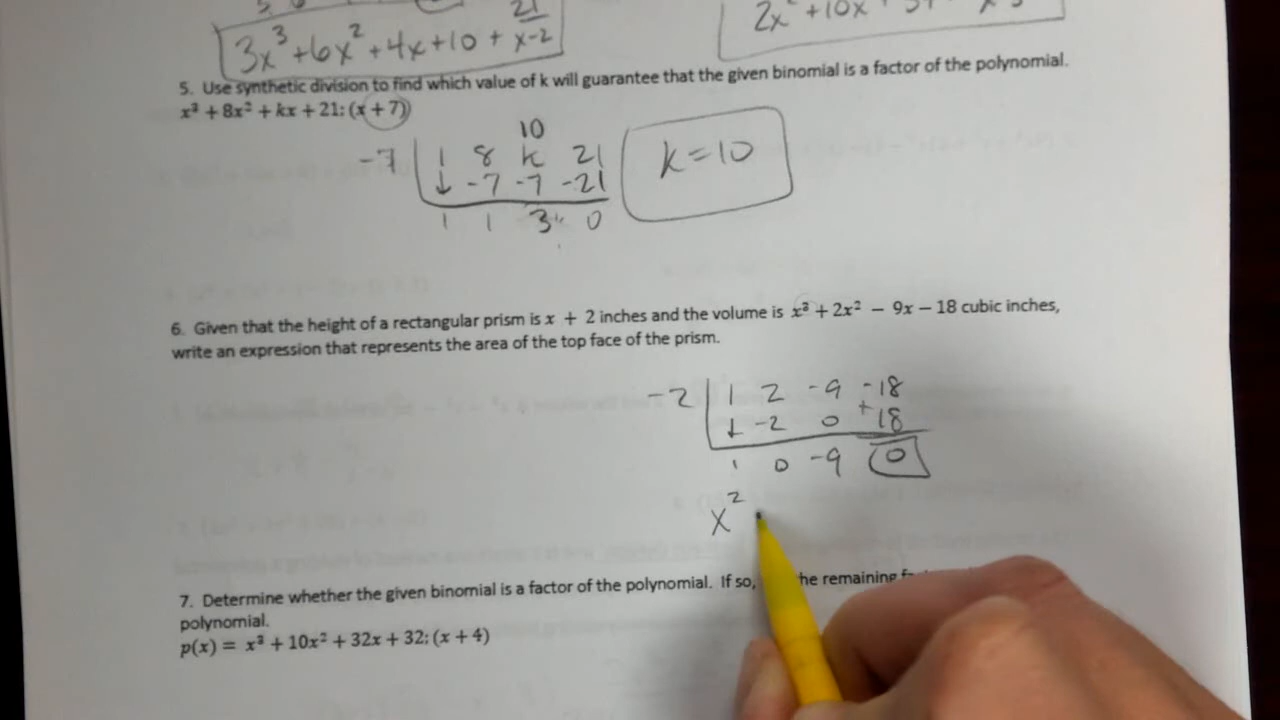 21
3x³+6x²+4x+10 + x-2
2x² +10x
5. Use synthetic division to find which value of k will guarantee that the given binomial is a factor of the polynomial.
x³ + 8x² + kx + 21: (x + 7)
10
-7 1 8 k 21
↓ -7 -7 -21
1 1 3 0
k=10
6. Given that the height of a rectangular prism is x + 2 inches and the volume is x³ + 2x² − 9x − 18 cubic inches,
write an expression that represents the area of the top face of the prism.
-2 1 2 -9 -18
↓ -2 0 +18
1 0 -9 0
x²
7. Determine whether the given binomial is a factor of the polynomial. If so, he remaining
polynomial.
p(x) = x³ + 10x² + 32x + 32: (x + 4)